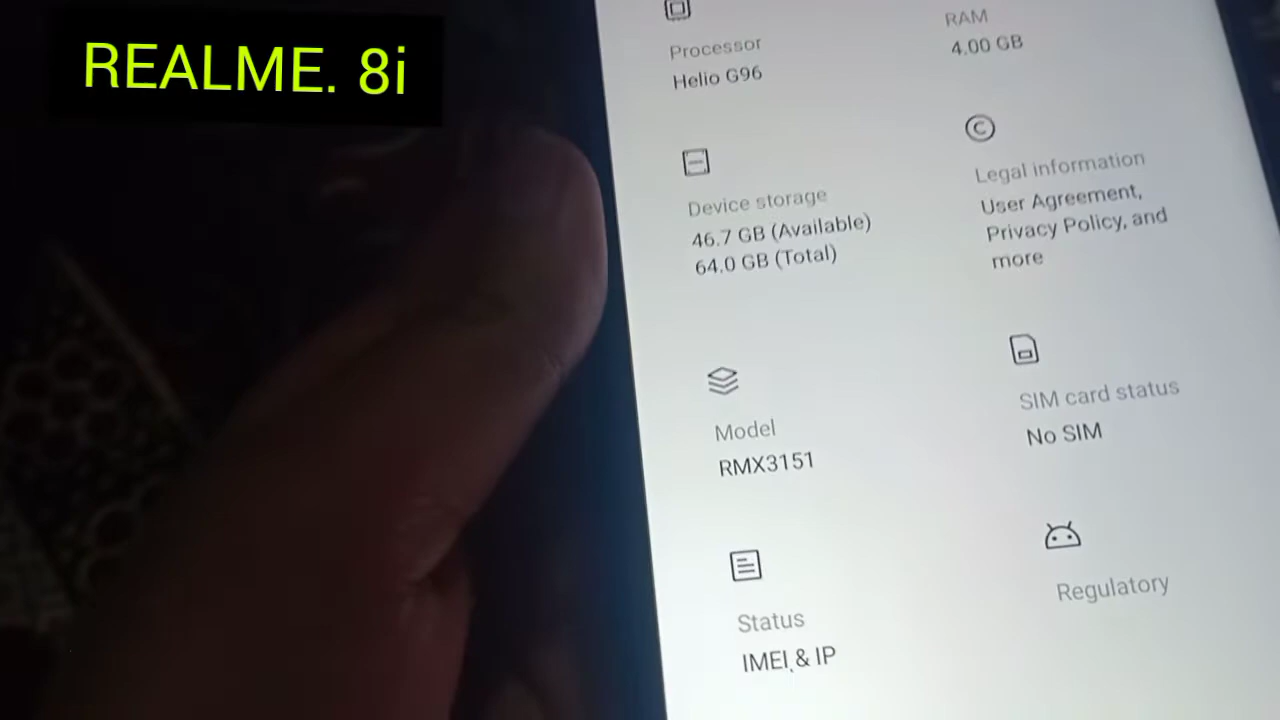 REALME. 8i
Processor
Helio G96
RAM
4.00 GB
Device storage
46.7 GB (Available)
64.0 GB (Total)
Legal information
User Agreement,
Privacy Policy, and
more
Model
RMX3151
SIM card status
No SIM
Status
IMEI & IP
Regulatory